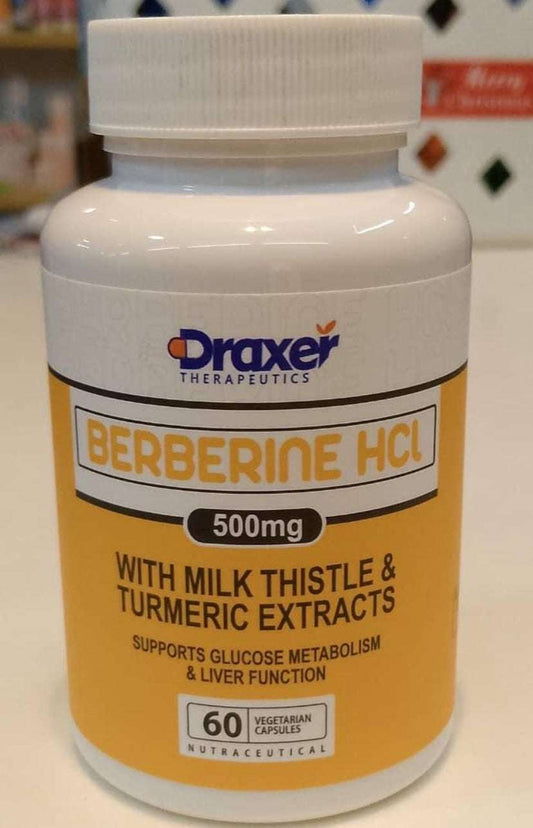 Merry
Christmas
Draxer
THERAPEUTICS
BERBERINE HCl
500mg
WITH MILK THISTLE &
TURMERIC EXTRACTS
SUPPORTS GLUCOSE METABOLISM
& LIVER FUNCTION
60 VEGETARIAN
CAPSULES
NUTRACEUTICAL